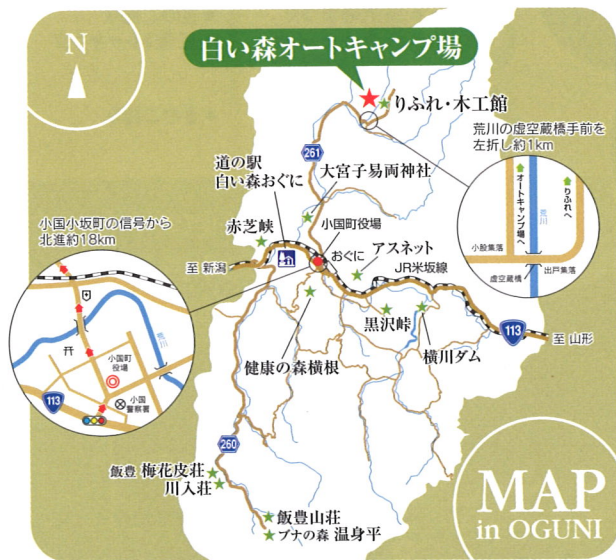 N
白い森オートキャンプ場
りふれ・木工館
荒川の虚空蔵橋手前を
左折し約1km
261
道の駅
白い森おぐに
大宮子易両神社
オートキャンプ場へ
荒川
りふれへ
小股集落
虚空蔵橋
出戸集落
小国小坂町の信号から
北進約18km
赤芝峡
小国町役場
おぐに
アスネット
JR米坂線
至 新潟
荒川
小国町
役場
小国
警察署
113
黒沢峠
横川ダム
113
至 山形
健康の森横根
260
飯豊 梅花皮荘
川入荘
飯豊山荘
ブナの森 温身平
MAP
in OGUNI